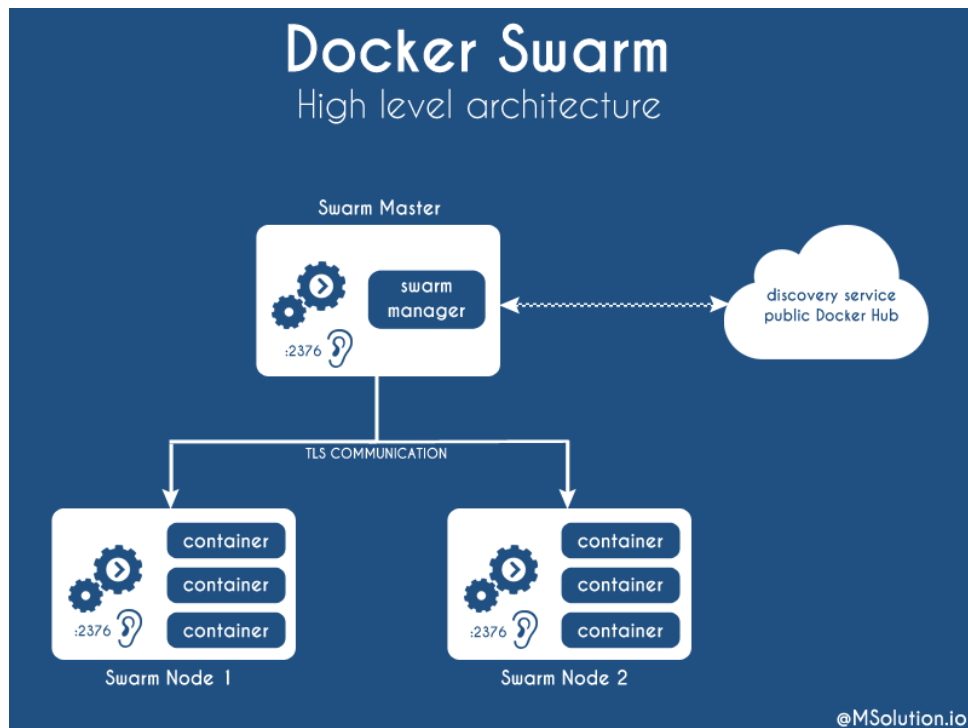 Docker Swarm
High level architecture
Swarm Master
swarm
manager
:2376
discovery service
public Docker Hub
TLS COMMUNICATION
container
container
container
:2376
Swarm Node 1
container
container
container
:2376
Swarm Node 2
@MSolution.io